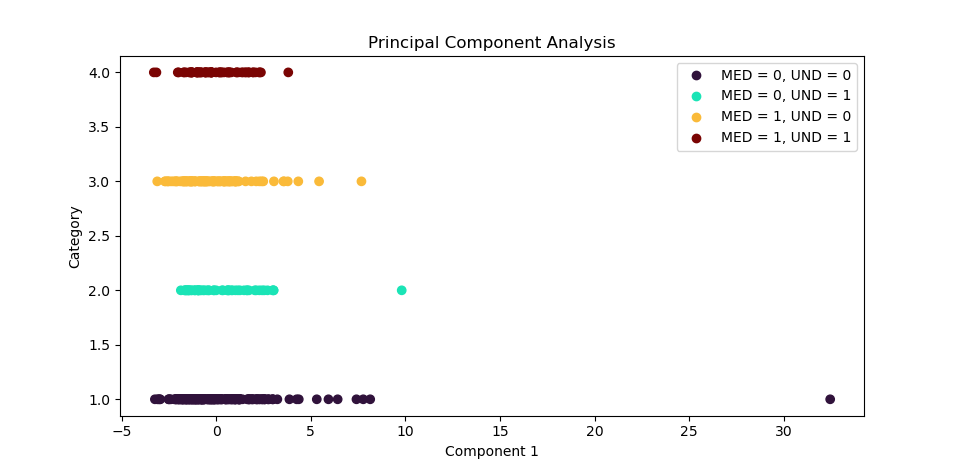 Principal Component Analysis
4.0
3.5
3.0
2.5
2.0
1.5
1.0
Category
MED = 0, UND = 0
MED = 0, UND = 1
MED = 1, UND = 0
MED = 1, UND = 1
−5 0 5 10 15 20 25 30
Component 1